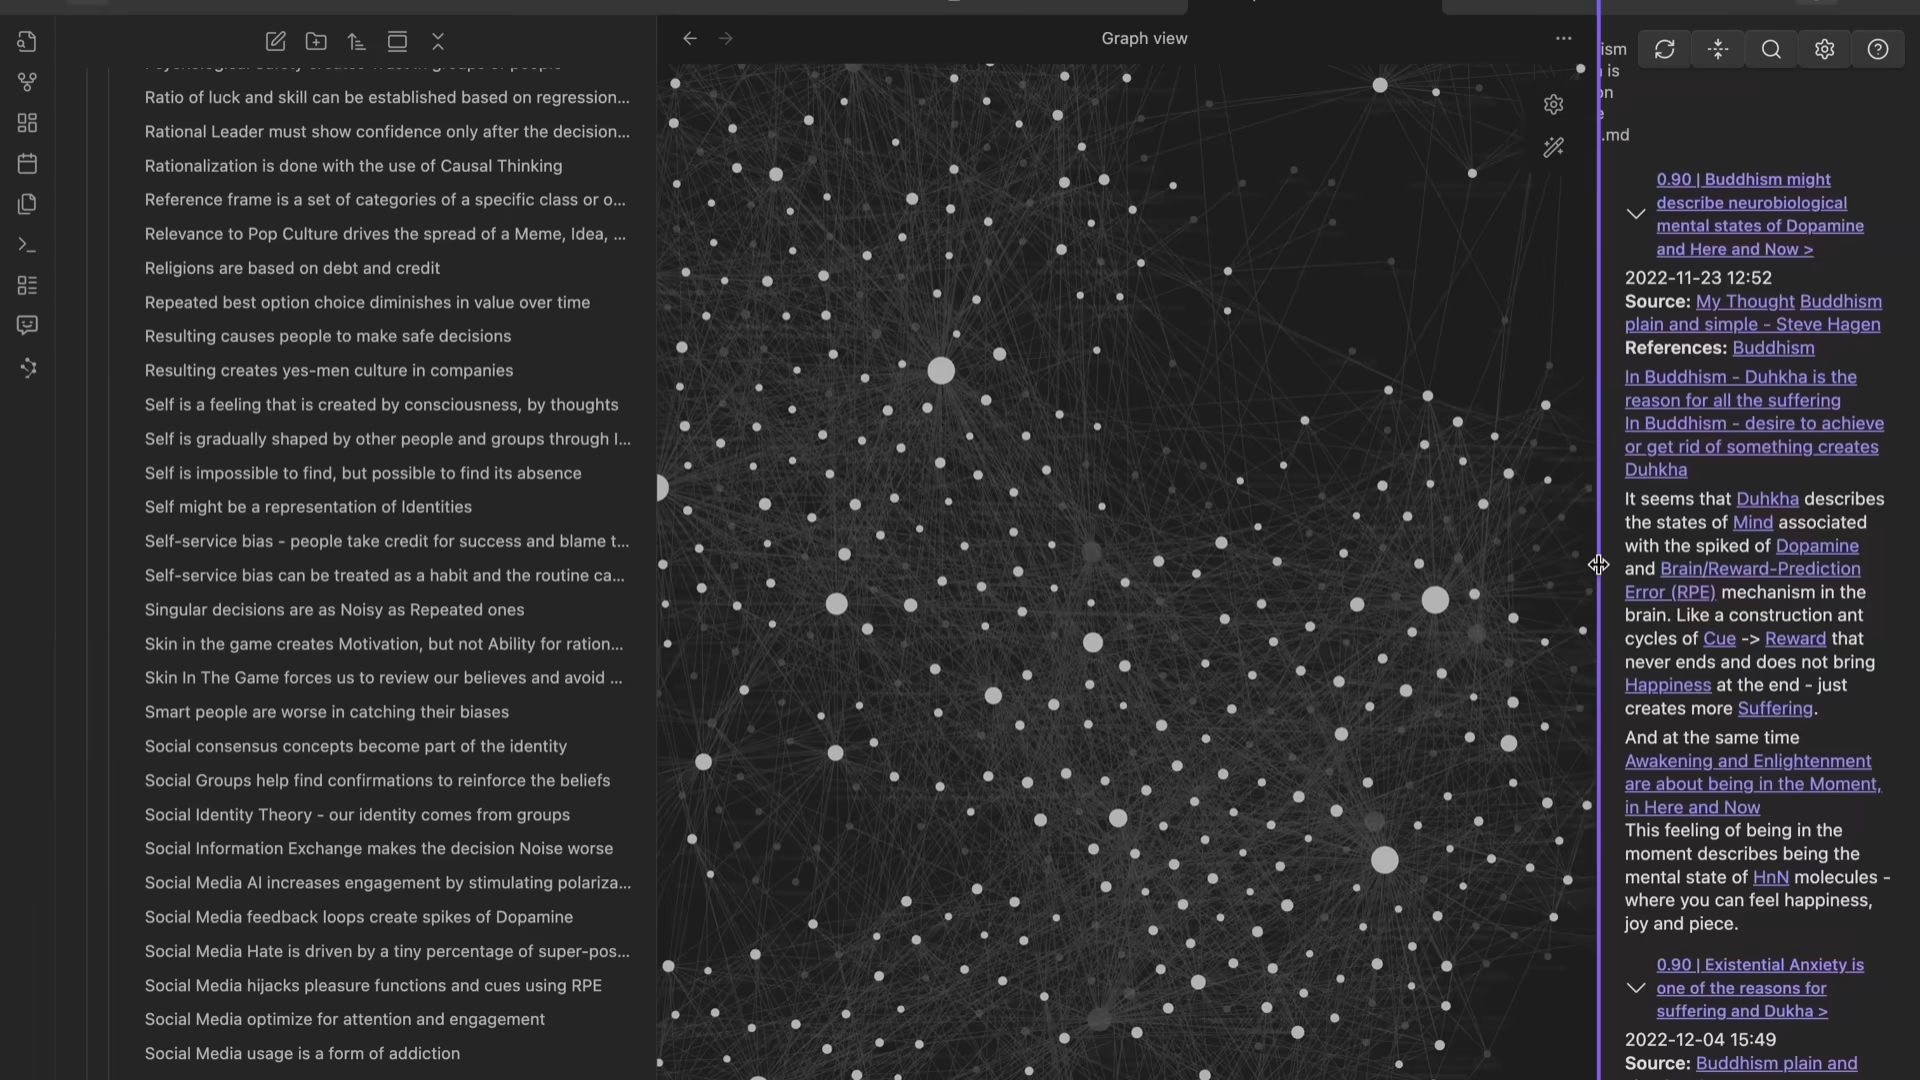 Ratio of luck and skill can be established based on regression...
Rational Leader must show confidence only after the decision...
Rationalization is done with the use of Causal Thinking
Reference frame is a set of categories of a specific class or o...
Relevance to Pop Culture drives the spread of a Meme, Idea, ...
Religions are based on debt and credit
Repeated best option choice diminishes in value over time
Resulting causes people to make safe decisions
Resulting creates yes-men culture in companies
Self is a feeling that is created by consciousness, by thoughts
Self is gradually shaped by other people and groups through l...
Self is impossible to find, but possible to find its absence
Self might be a representation of Identities
Self-service bias - people take credit for success and blame t...
Self-service bias can be treated as a habit and the routine ca...
Singular decisions are as Noisy as Repeated ones
Skin in the game creates Motivation, but not Ability for ration...
Skin In The Game forces us to review our believes and avoid ...
Smart people are worse in catching their biases
Social consensus concepts become part of the identity
Social Groups help find confirmations to reinforce the beliefs
Social Identity Theory - our identity comes from groups
Social Information Exchange makes the decision Noise worse
Social Media AI increases engagement by stimulating polariza...
Social Media feedback loops create spikes of Dopamine
Social Media Hate is driven by a tiny percentage of super-pos...
Social Media hijacks pleasure functions and cues using RPE
Social Media optimize for attention and engagement
Social Media usage is a form of addiction
Graph view
ism
is
on
e
.md
0.90 | Buddhism might
describe neurobiological
mental states of Dopamine
and Here and Now >
2022-11-23 12:52
Source: My Thought Buddhism
plain and simple - Steve Hagen
References: Buddhism
In Buddhism - Duhkha is the
reason for all the suffering
In Buddhism - desire to achieve
or get rid of something creates
Duhkha
It seems that Duhkha describes
the states of Mind associated
with the spiked of Dopamine
and Brain/Reward-Prediction
Error (RPE) mechanism in the
brain. Like a construction ant
cycles of Cue -> Reward that
never ends and does not bring
Happiness at the end - just
creates more Suffering.
And at the same time
Awakening and Enlightenment
are about being in the Moment,
in Here and Now
This feeling of being in the
moment describes being the
mental state of HnN molecules -
where you can feel happiness,
joy and piece.
0.90 | Existential Anxiety is
one of the reasons for
suffering and Dukha >
2022-12-04 15:49
Source: Buddhism plain and